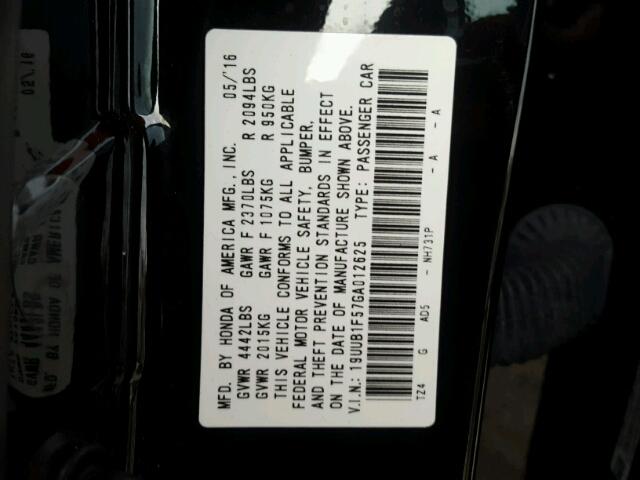 MFD. BY HONDA OF AMERICA MFG., INC. 05/'16
GVWR 4442LBS GAWR F 2370LBS R 2094LBS
GVWR 2015KG GAWR F 1075KG R 950KG
THIS VEHICLE CONFORMS TO ALL APPLICABLE
FEDERAL MOTOR VEHICLE SAFETY, BUMPER,
AND THEFT PREVENTION STANDARDS IN EFFECT
ON THE DATE OF MANUFACTURE SHOWN ABOVE.
V.I.N.: 19UUB1F57GA012625 TYPE: PASSENGER CAR
TZ4 G AD5 - NH731P - A - A